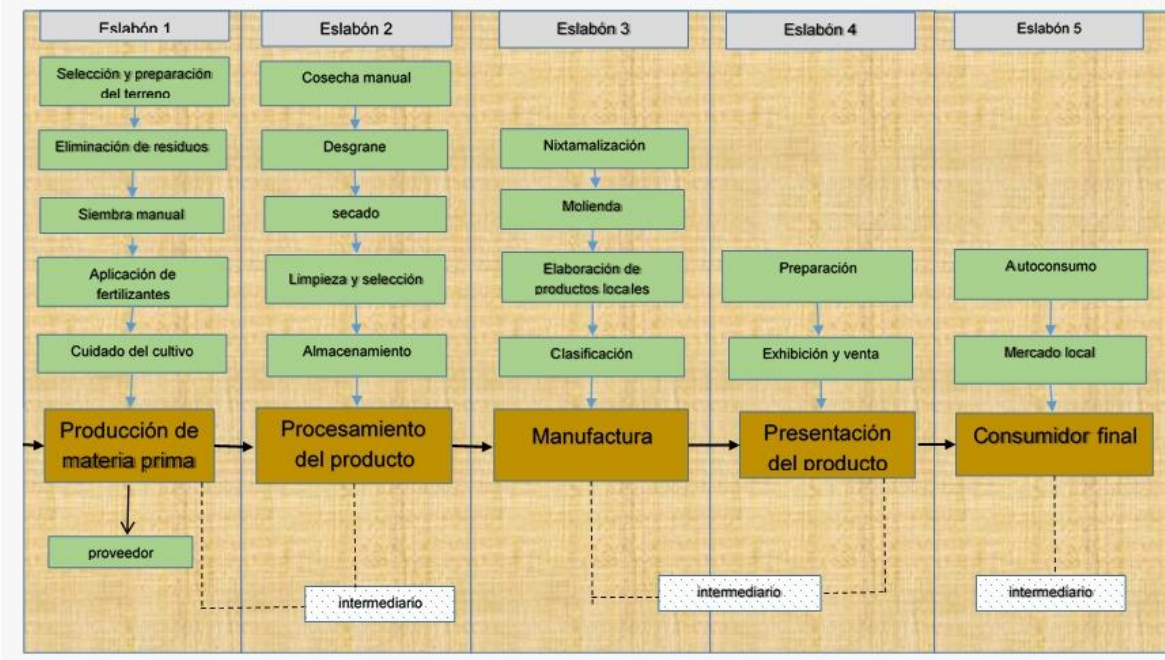 Eslabón 1
Selección y preparación
del terreno
Eliminación de residuos
Siembra manual
Aplicación de
fertilizantes
Cuidado del cultivo
Producción de
materia prima
proveedor
Eslabón 2
Cosecha manual
Desgrane
secado
Limpieza y selección
Almacenamiento
Procesamiento
del producto
intermediario
Eslabón 3
Nixtamalización
Molienda
Elaboración de
productos locales
Clasificación
Manufactura
intermediario
Eslabón 4
Preparación
Exhibición y venta
Presentación
del producto
Eslabón 5
Autoconsumo
Mercado local
Consumidor final
intermediario